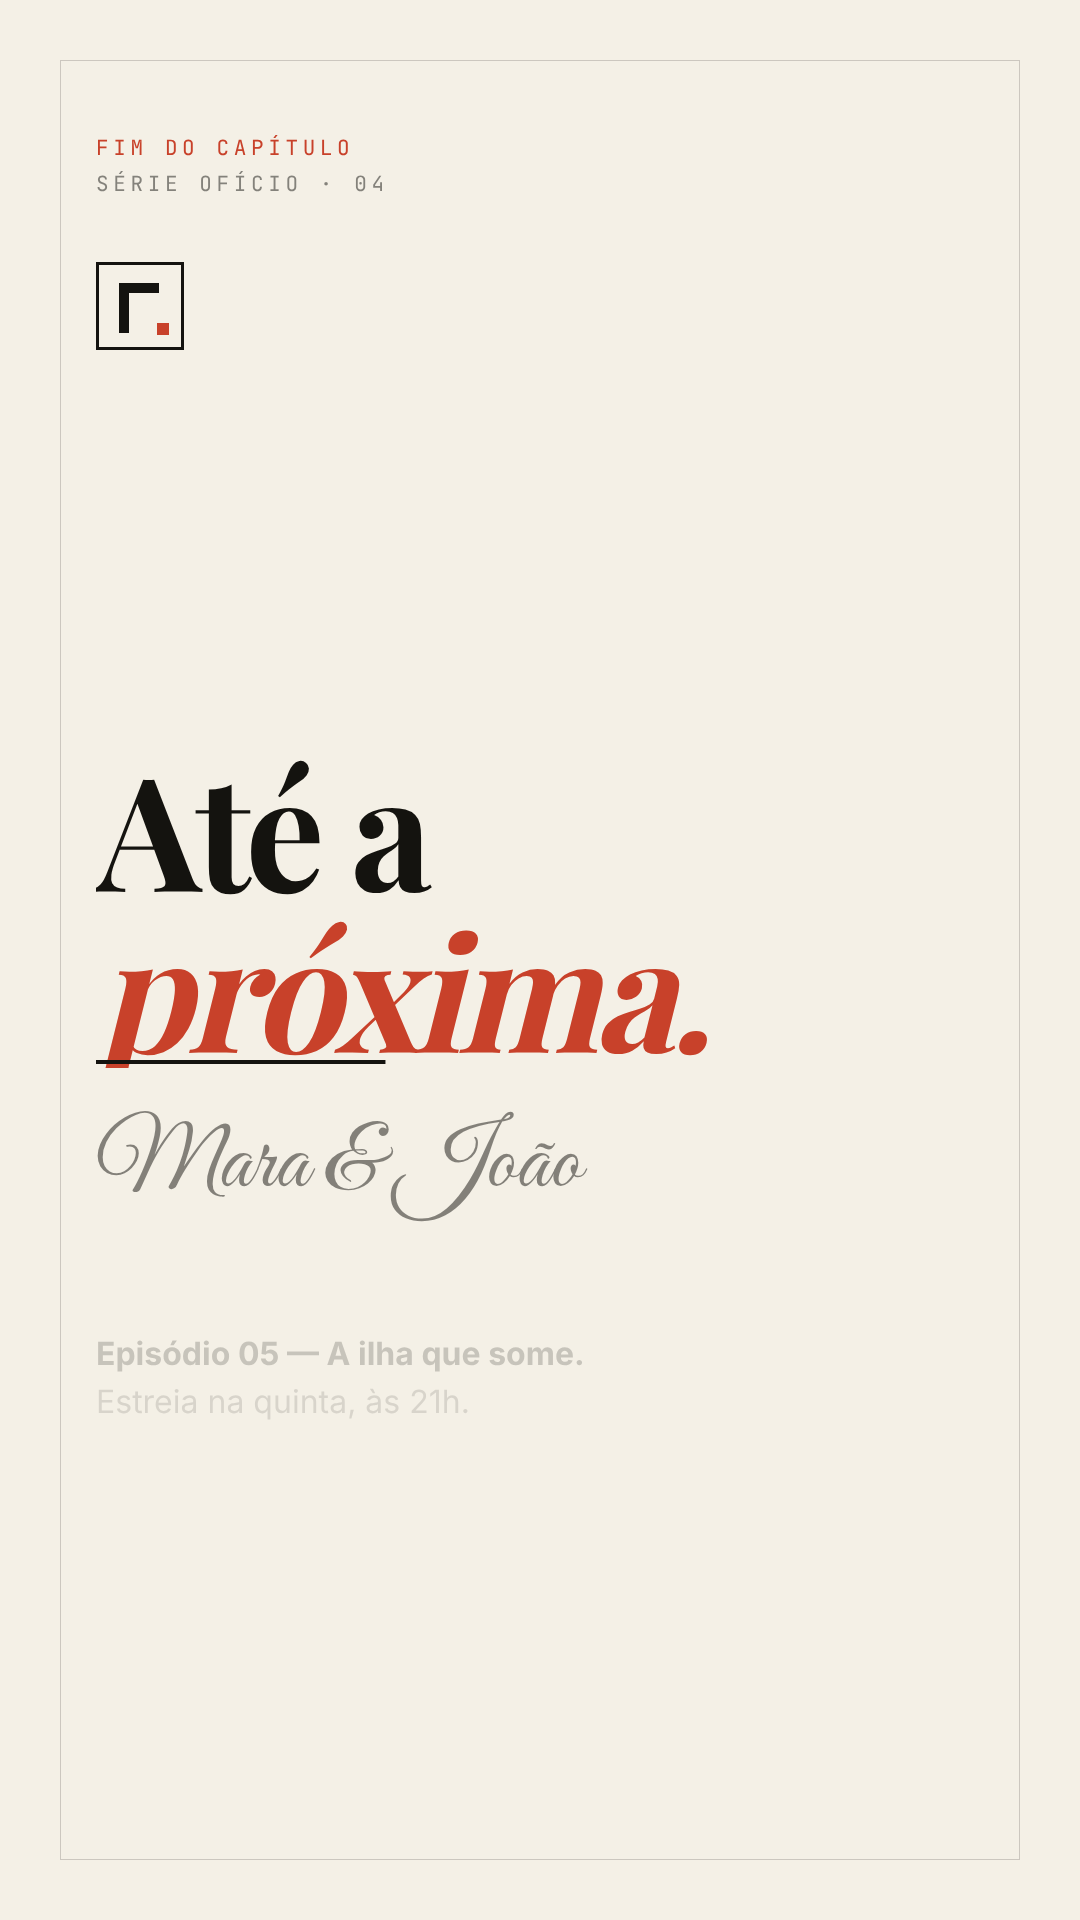 FIM DO CAPÍTULO
SÉRIE OFÍCIO · 04
Até a
próxima.
Mara & João
Episódio 05 — A ilha que some.
Estreia na quinta, às 21h.